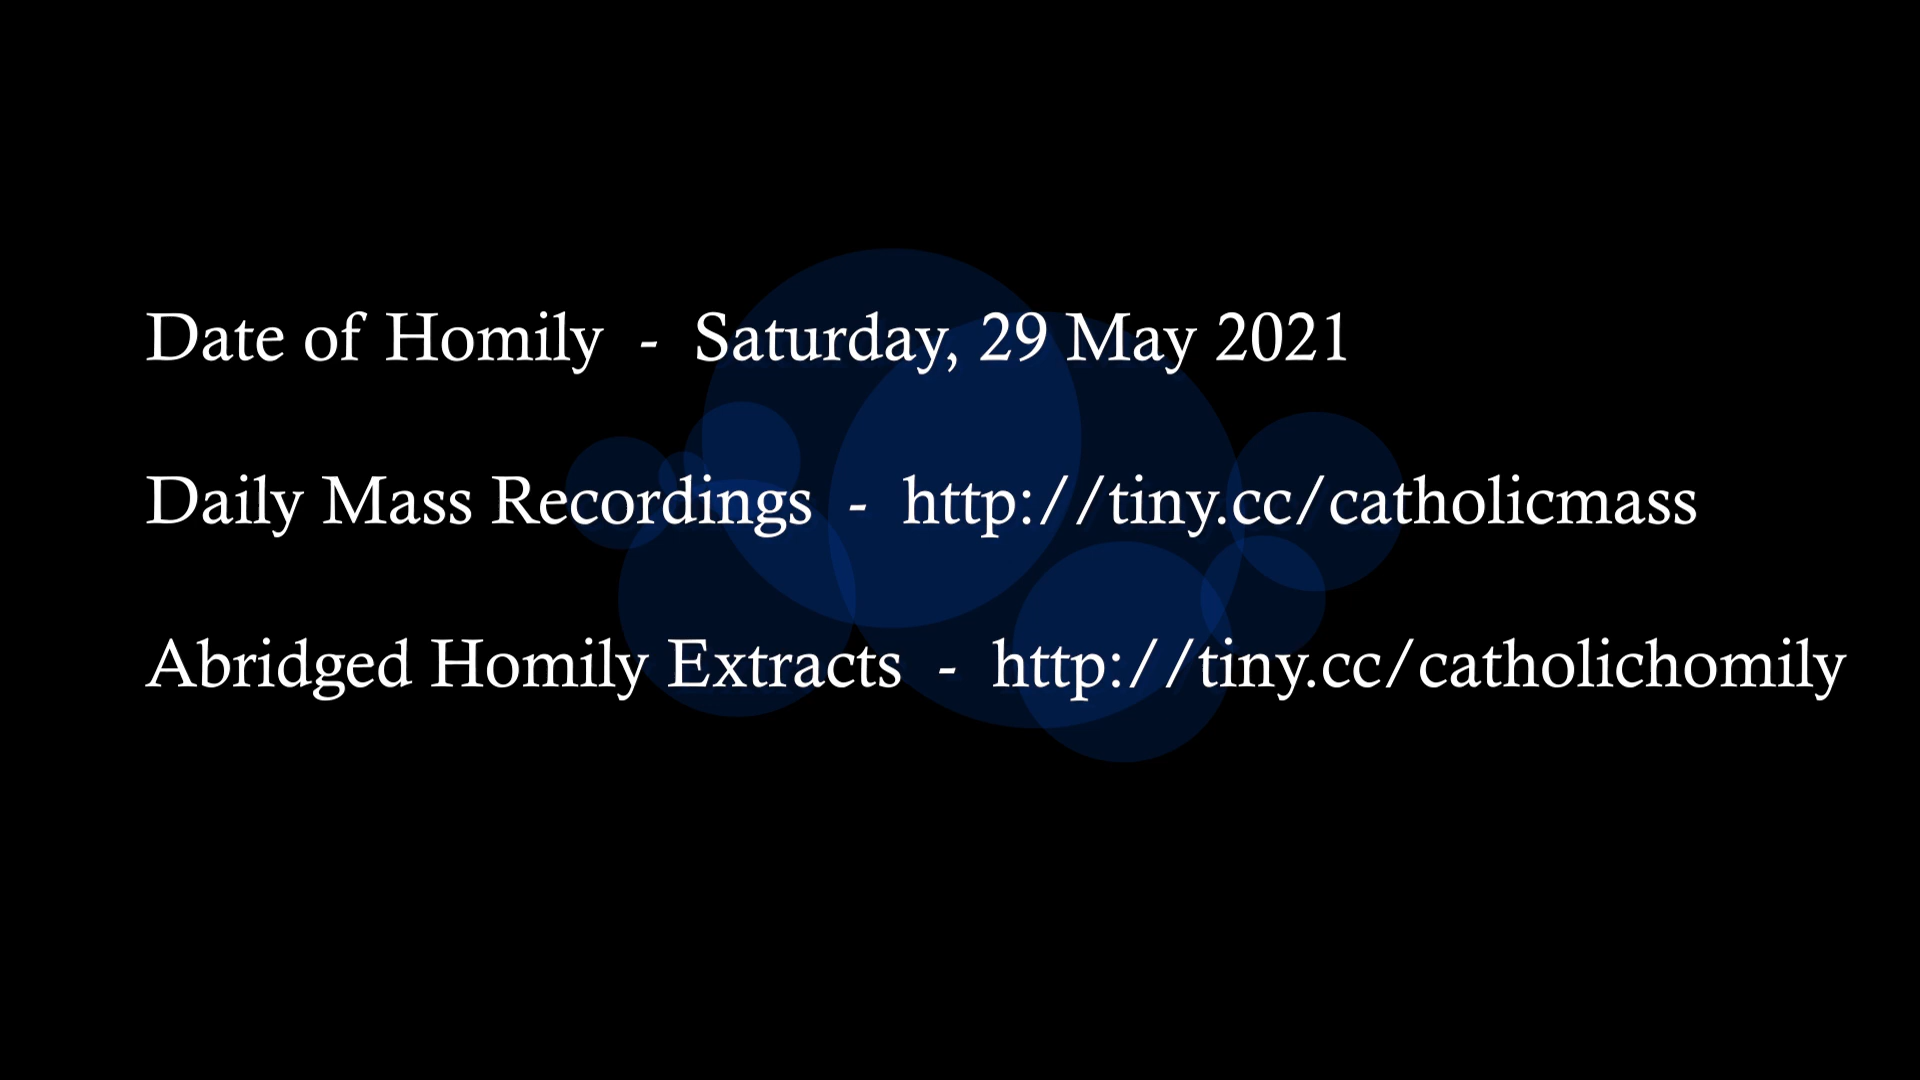 Date of Homily - Saturday, 29 May 2021
Daily Mass Recordings - http://tiny.cc/catholicmass
Abridged Homily Extracts - http://tiny.cc/catholichomily